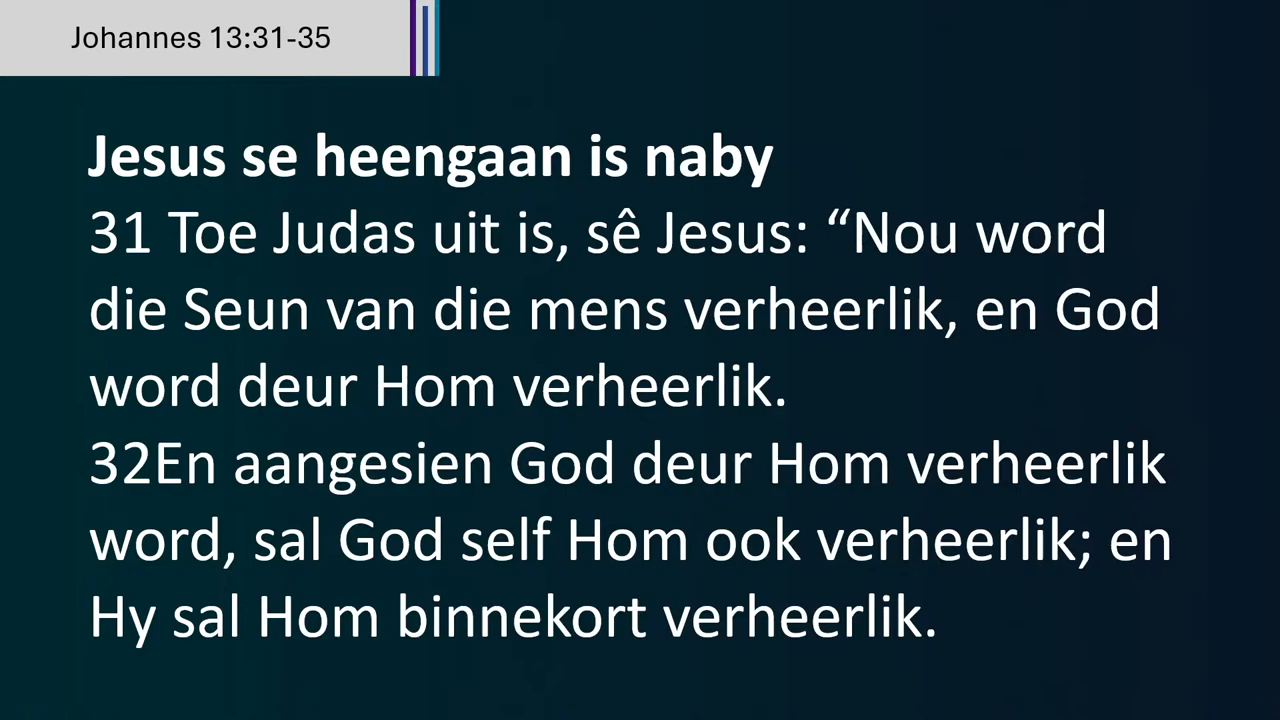 Johannes 13:31-35
Jesus se heengaan is naby
31 Toe Judas uit is, sê Jesus: “Nou word
die Seun van die mens verheerlik, en God
word deur Hom verheerlik.
32En aangesien God deur Hom verheerlik
word, sal God self Hom ook verheerlik; en
Hy sal Hom binnekort verheerlik.